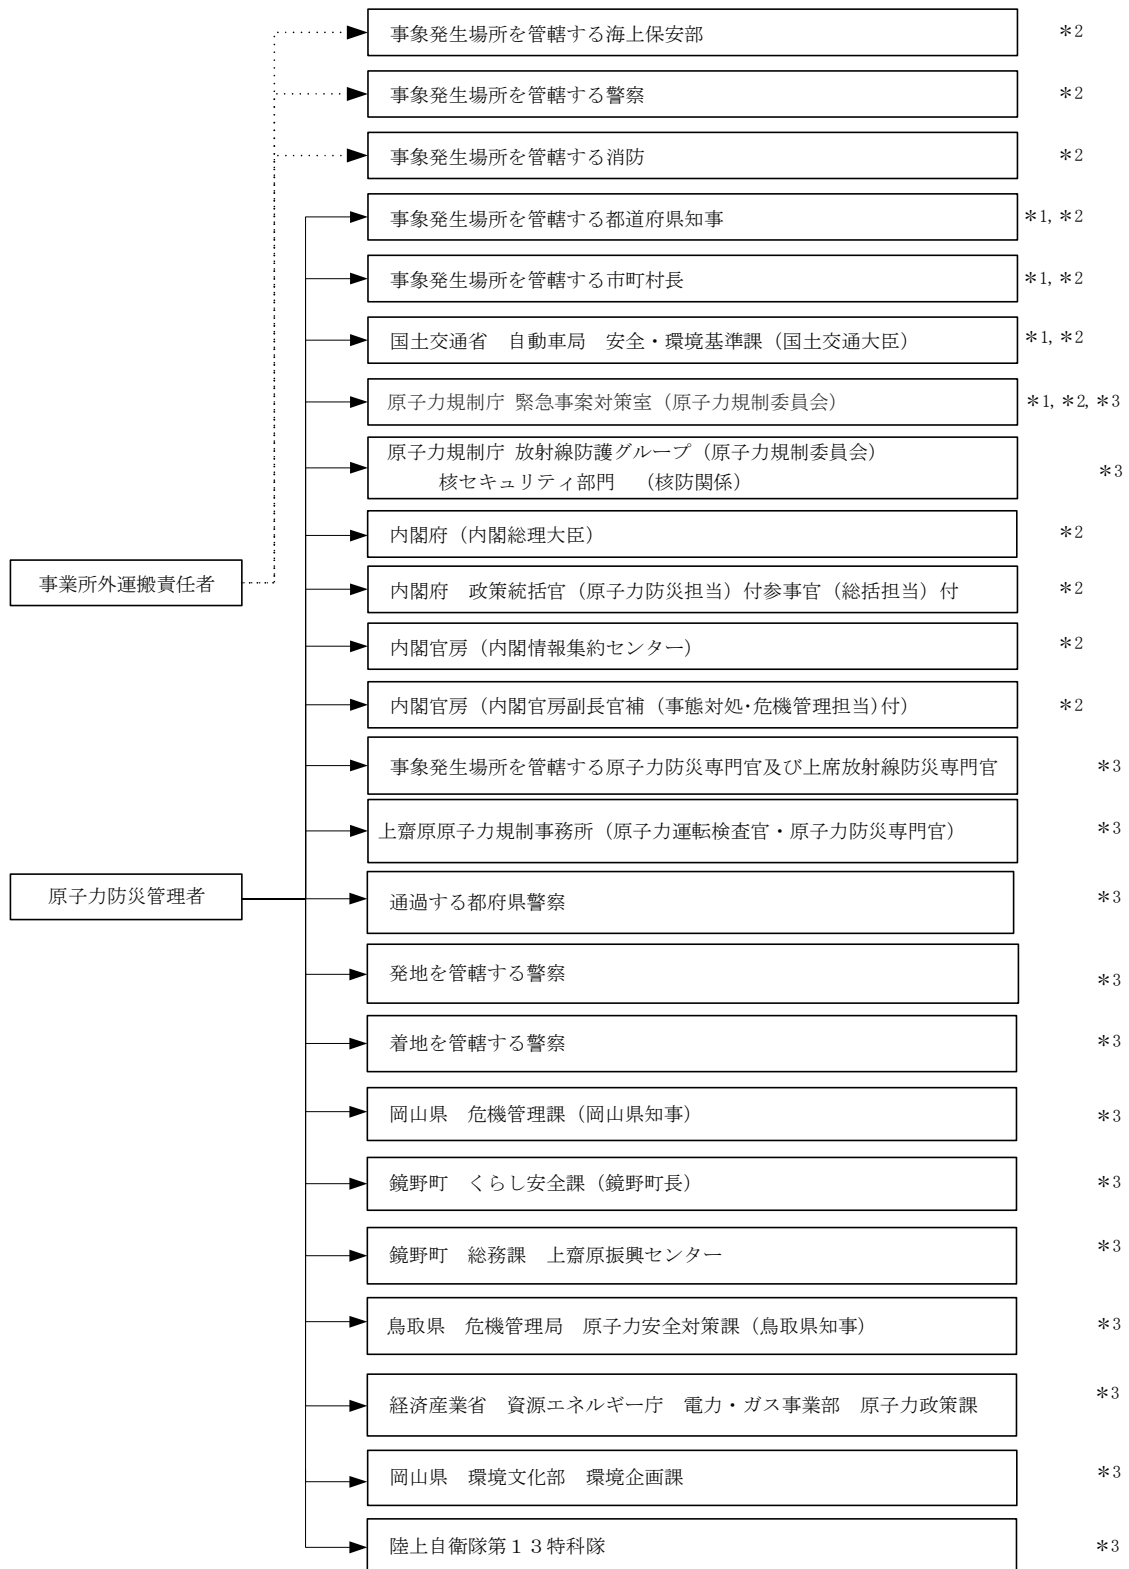 事象発生場所を管轄する海上保安部 *2
事象発生場所を管轄する警察 *2
事象発生場所を管轄する消防 *2
事象発生場所を管轄する都道府県知事 *1, *2
事象発生場所を管轄する市町村長 *1, *2
国土交通省　自動車局　安全・環境基準課（国土交通大臣） *1, *2
原子力規制庁 緊急事案対策室（原子力規制委員会） *1, *2, *3
原子力規制庁 放射線防護グループ（原子力規制委員会）
核セキュリティ部門　（核防関係） *3
内閣府（内閣総理大臣） *2
事業所外運搬責任者
内閣府　政策統括官（原子力防災担当）付参事官（総括担当）付 *2
内閣官房（内閣情報集約センター） *2
内閣官房（内閣官房副長官補（事態対処・危機管理担当）付） *2
事象発生場所を管轄する原子力防災専門官及び上席放射線防災専門官 *3
上齋原原子力規制事務所（原子力運転検査官・原子力防災専門官） *3
原子力防災管理者
通過する都府県警察 *3
発地を管轄する警察 *3
着地を管轄する警察 *3
岡山県　危機管理課（岡山県知事） *3
鏡野町　くらし安全課（鏡野町長） *3
鏡野町　総務課　上齋原振興センター *3
鳥取県　危機管理局　原子力安全対策課（鳥取県知事） *3
経済産業省　資源エネルギー庁　電力・ガス事業部　原子力政策課 *3
岡山県　環境文化部　環境企画課 *3
陸上自衛隊第１３特科隊 *3